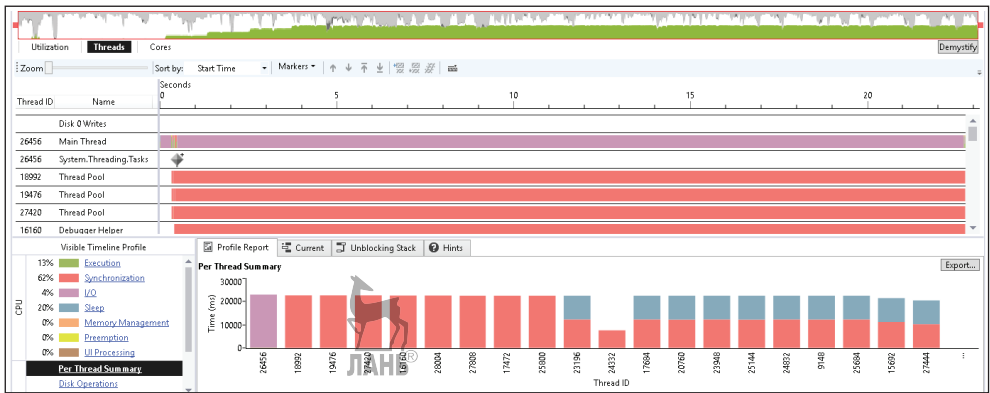 Utilization Threads Cores Demystify
Zoom Sort by: Start Time Markers
Seconds
Thread ID Name 0 5 10 15 20
Disk 0 Writes
26456 Main Thread
26456 System.Threading.Tasks
18992 Thread Pool
19476 Thread Pool
27420 Thread Pool
16160 Debugger Helper
Visible Timeline Profile
CPU
13% Execution
62% Synchronization
4% I/O
20% Sleep
0% Memory Management
0% Preemption
0% UI Processing
Per Thread Summary
Disk Operations
Profile Report Current Unblocking Stack Hints
Per Thread Summary Export...
Time (ms)
30000
20000
10000
0
26456 18992 19476 27420 16160 28004 27808 17472 25800 23196 24332 17684 20760 23948 25144 24832 9148 25684 15692 27444
Thread ID
ЛАНЬ®